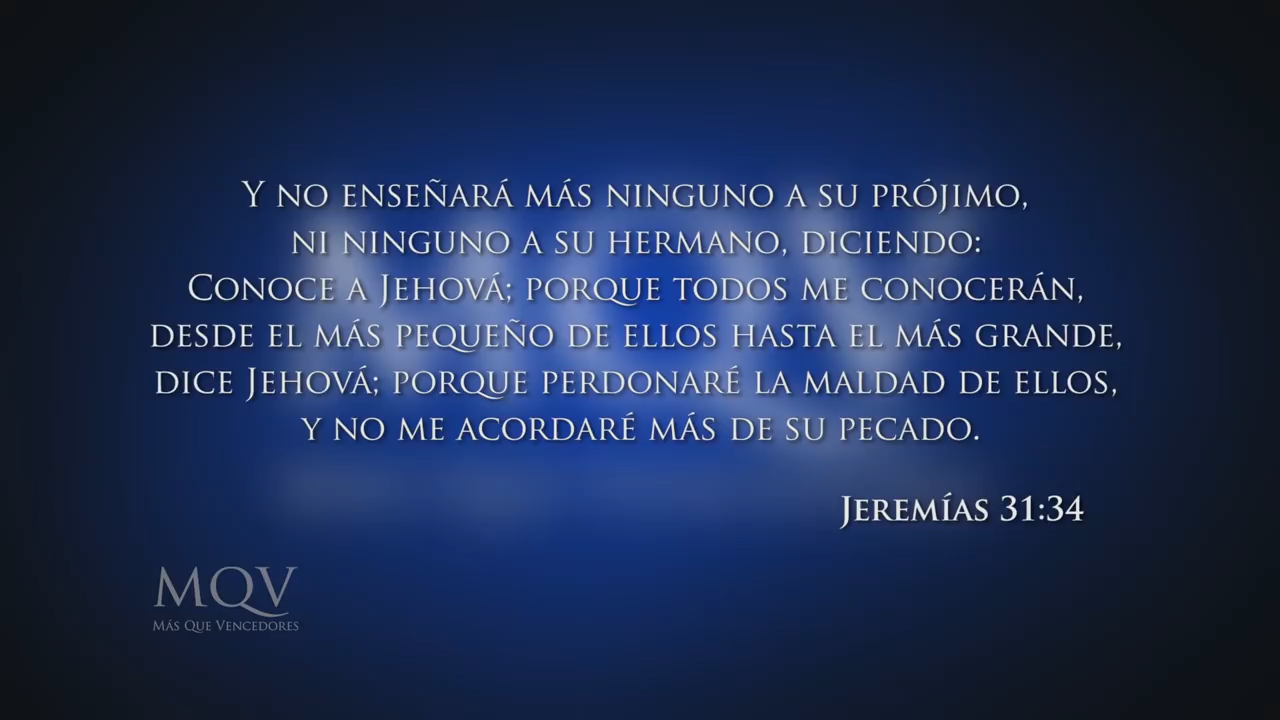 Y no enseñará más ninguno a su prójimo,
ni ninguno a su hermano, diciendo:
Conoce a Jehová; porque todos me conocerán,
desde el más pequeño de ellos hasta el más grande,
dice Jehová; porque perdonaré la maldad de ellos,
y no me acordaré más de su pecado.
Jeremías 31:34
MQV
Más Que Vencedores